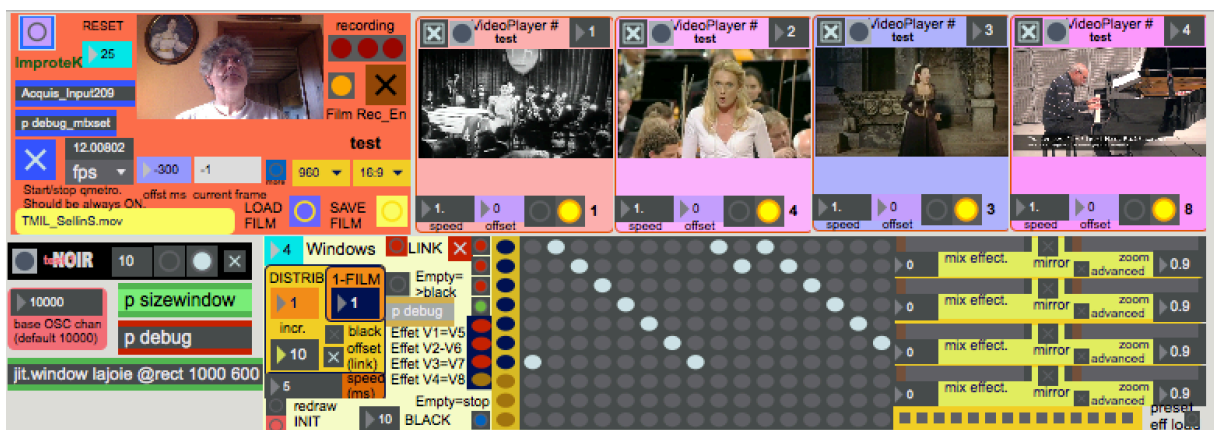 RESET
25
ImproteK
Acquis_Input209
p debug_mtxset
12.00802
fps
-300
-1
offst ms current frame
Start/stop qmetro.
Should be always ON.
TMIL_SellinS.mov
LOAD
FILM
SAVE
FILM
recording
Film Rec_En
test
more
960
16:9
VideoPlayer #
test
1
1.
0
speed offset
1
VideoPlayer #
test
2
1.
0
speed offset
4
VideoPlayer #
test
3
1.
0
speed offset
3
VideoPlayer #
test
4
1.
0
speed offset
8
NOIR
10
10000
base OSC chan
(default 10000)
p sizewindow
p debug
jit.window lajoie @rect 1000 600
4 Windows
LINK
DISTRIB
1
1-FILM
1
Empty=
>black
p debug
incr.
10
black
offset
(link)
5
speed
(ms)
Effet V1=V5
Effet V2-V6
Effet V3=V7
Effet V4=V8
Empty=stop
redraw
INIT
10 BLACK
0
mix effect.
mirror
zoom
advanced
0.9
0
mix effect.
mirror
zoom
advanced
0.9
0
mix effect.
mirror
zoom
advanced
0.9
0
mix effect.
mirror
zoom
advanced
0.9
preset
eff load